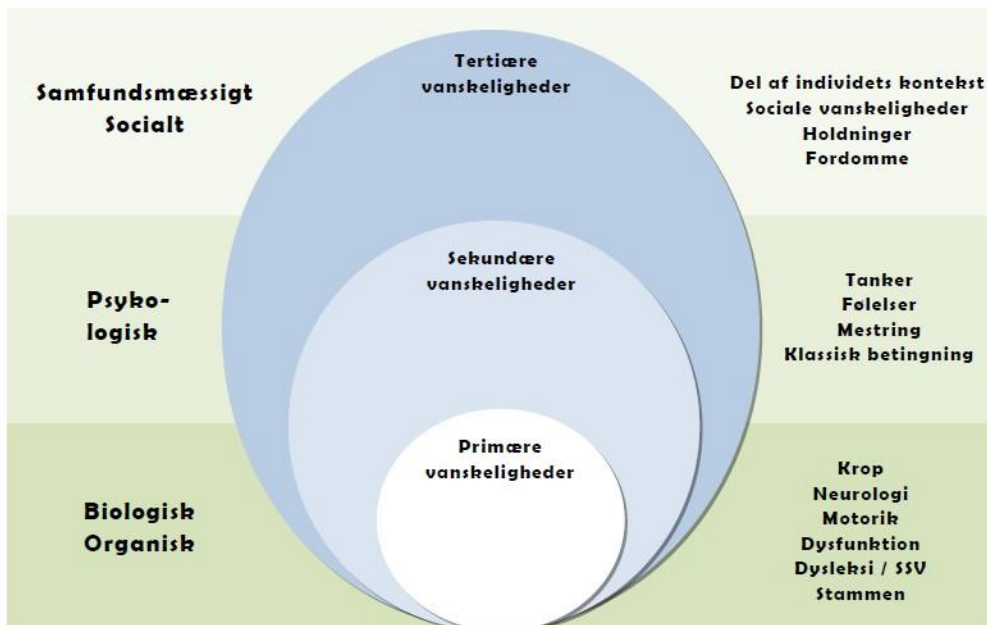 Samfundsmæssigt
Socialt
Tertiære
vanskeligheder
Del af individets kontekst
Sociale vanskeligheder
Holdninger
Fordomme
Psyko-
logisk
Sekundære
vanskeligheder
Tanker
Følelser
Mestring
Klassisk betingning
Biologisk
Organisk
Primære
vanskeligheder
Krop
Neurologi
Motorik
Dysfunktion
Dysleksi / SSV
Stammen